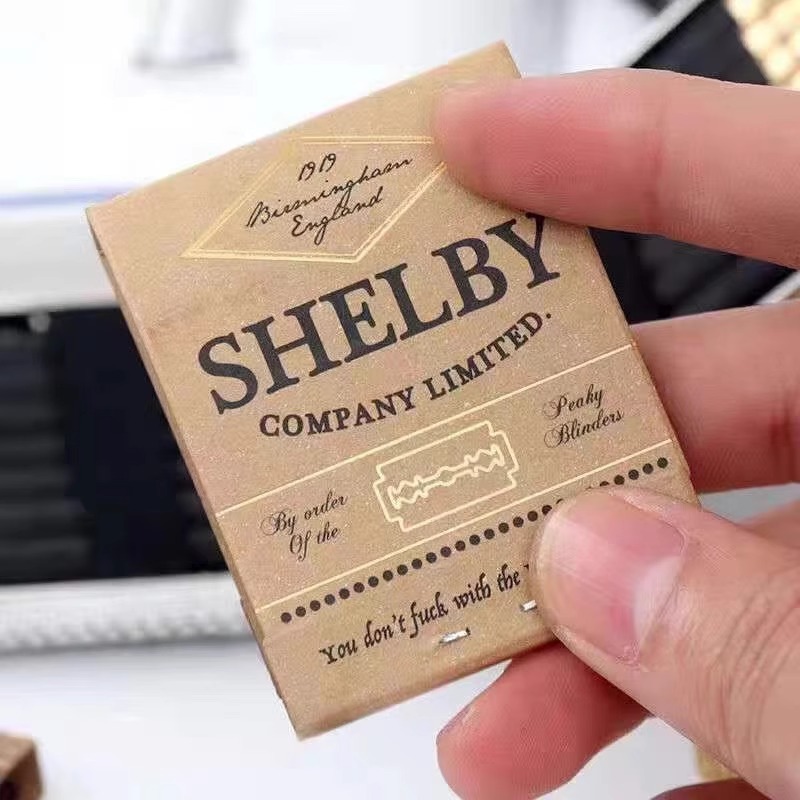 1919
Birmingham
England
SHELBY
COMPANY LIMITED.
By order
Of the
Peaky
Blinders
You don't fuck with the